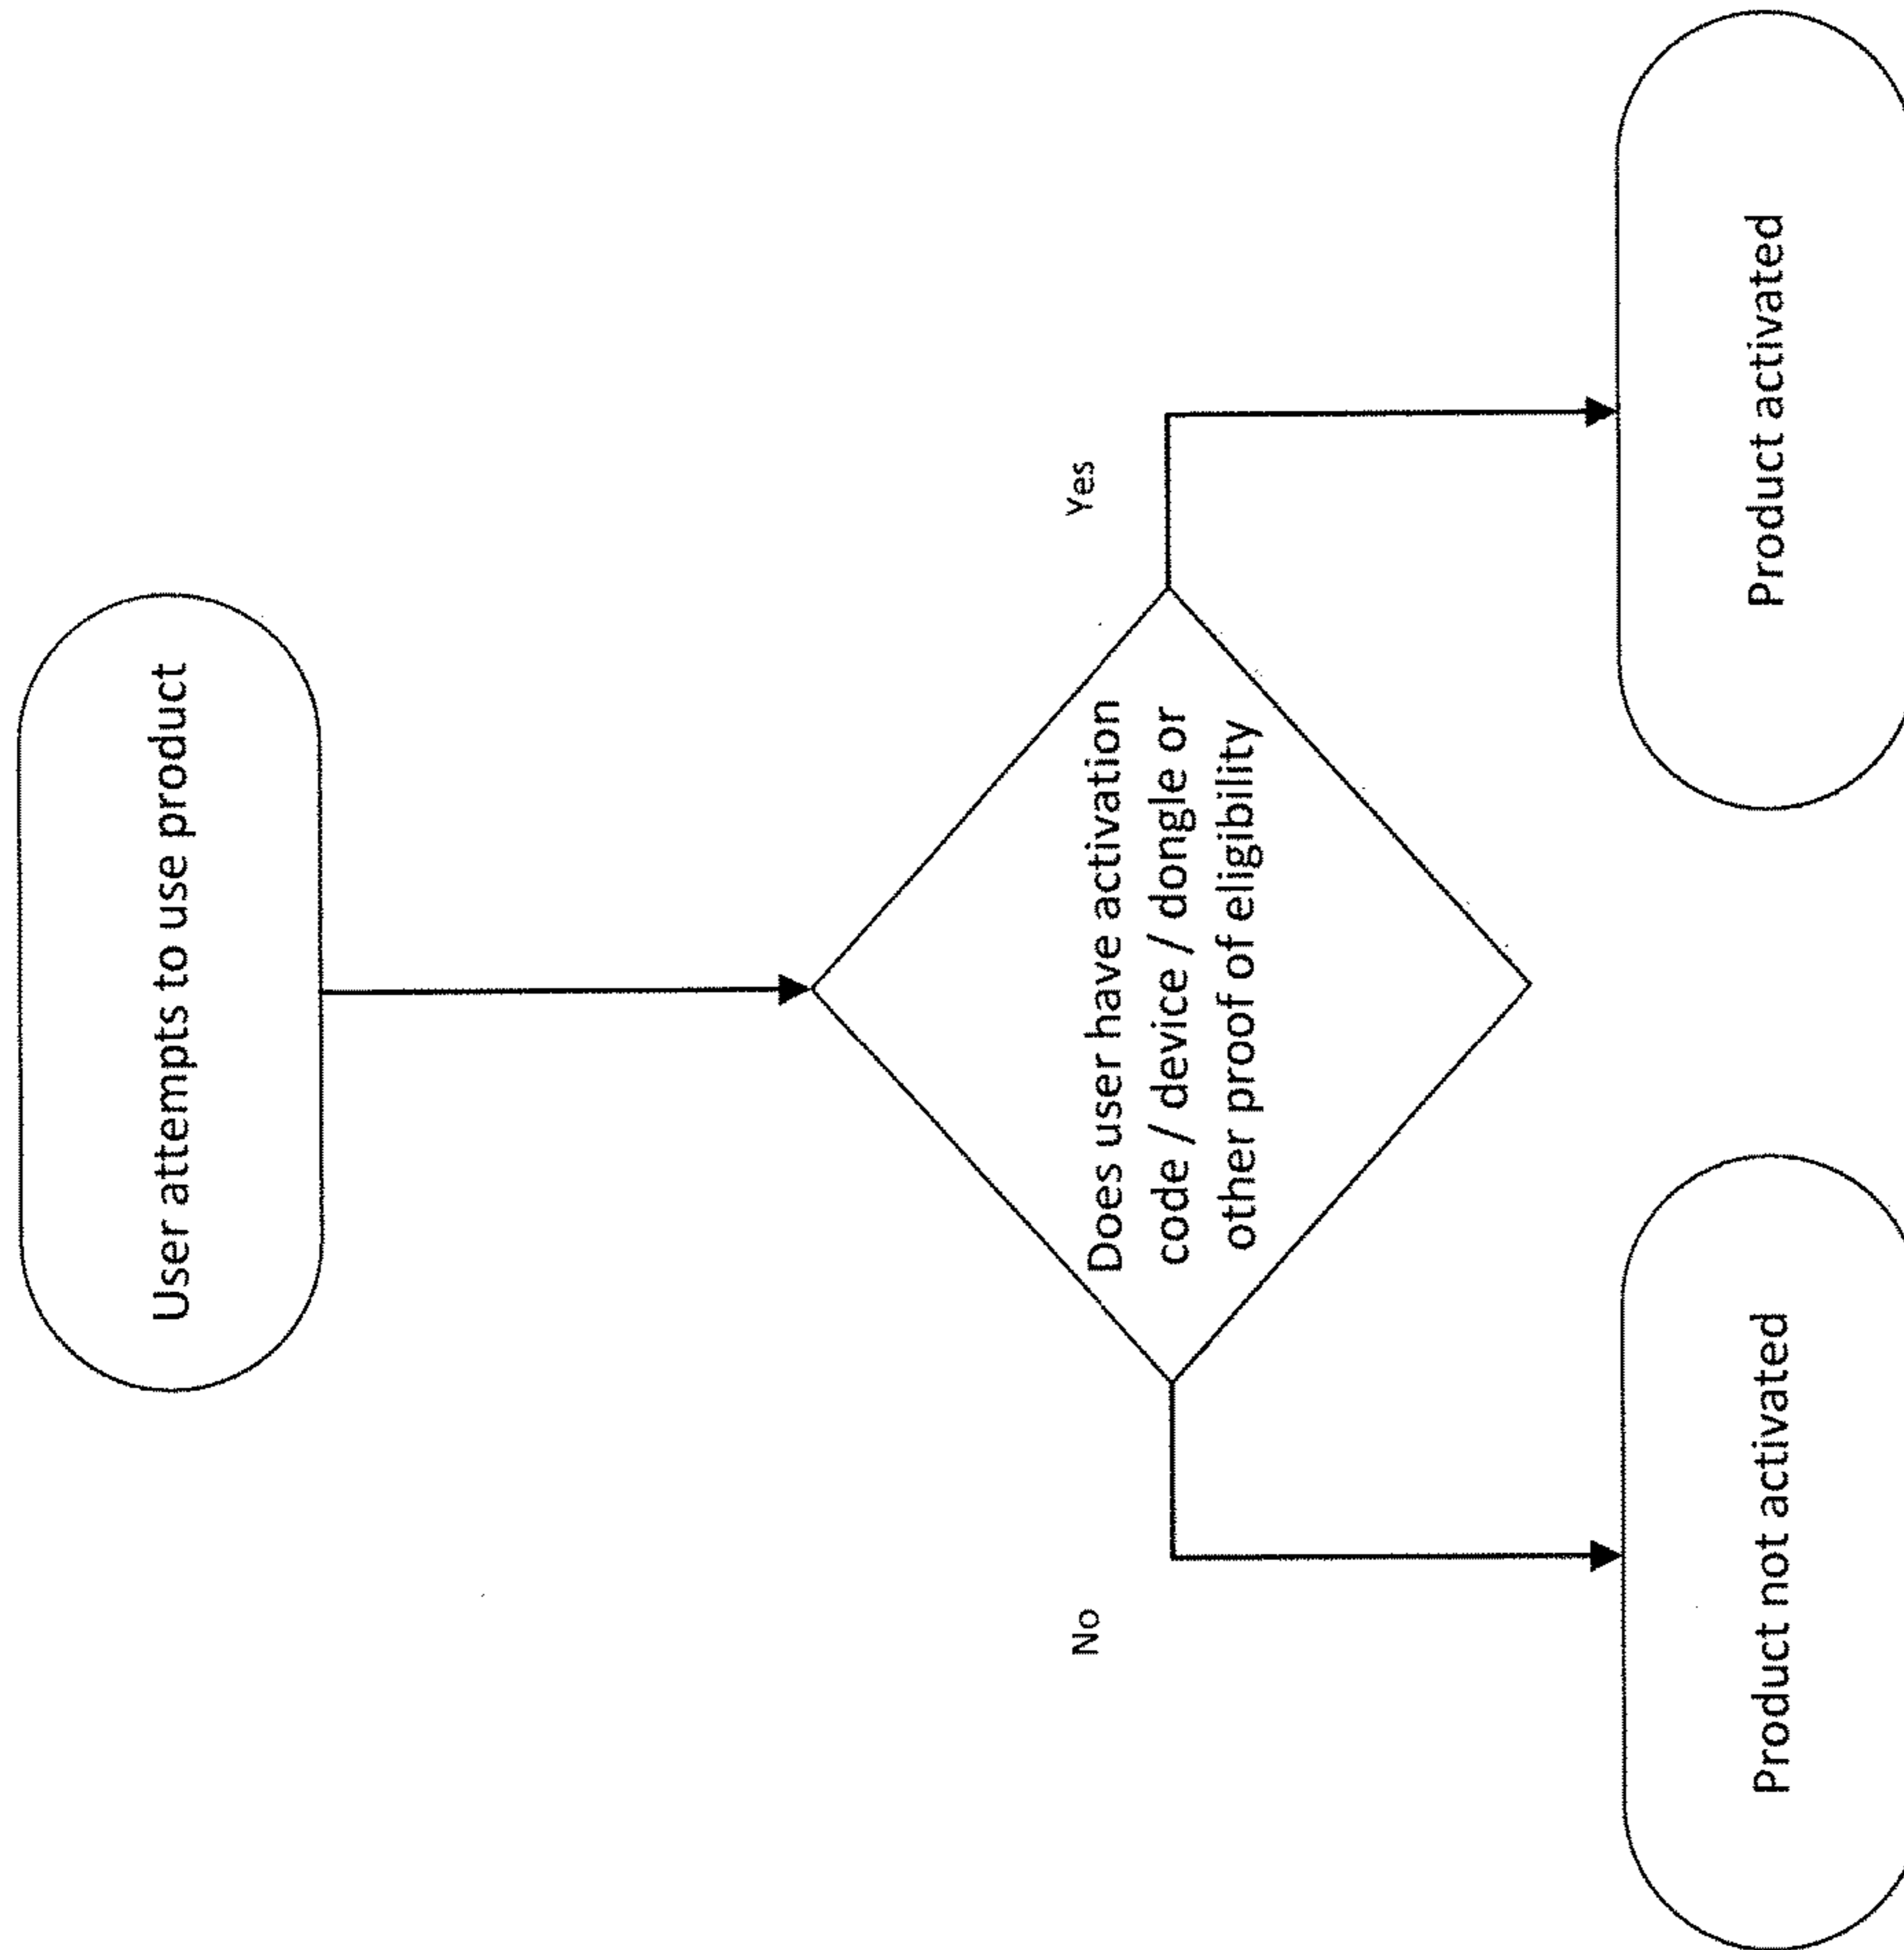 User attempts to use product
Does user have activation
code / device / dongle or
other proof of eligibility
No
Yes
Product not activated
Product activated